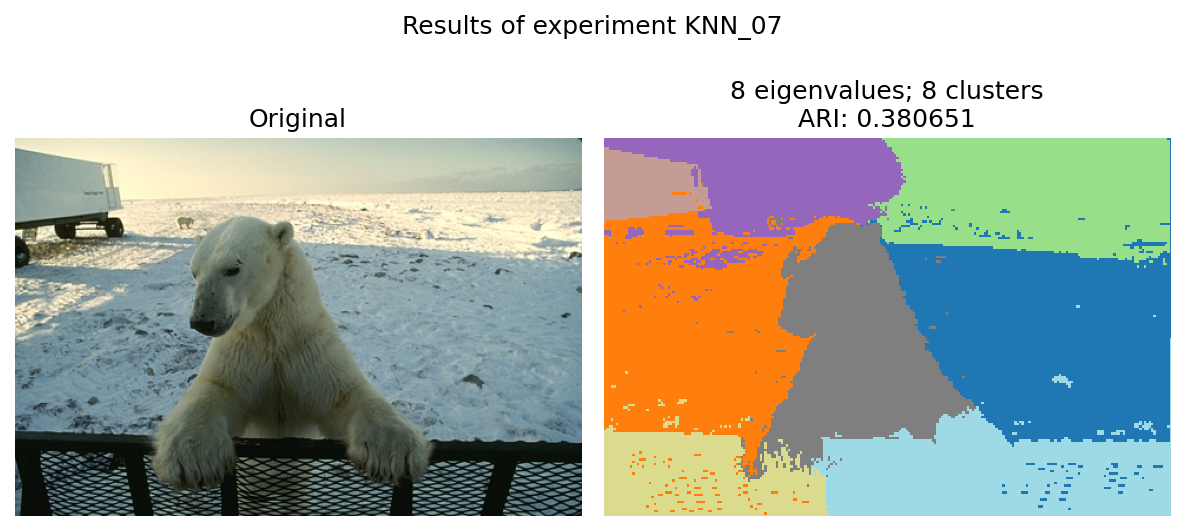 Results of experiment KNN_07
Original
8 eigenvalues; 8 clusters
ARI: 0.380651